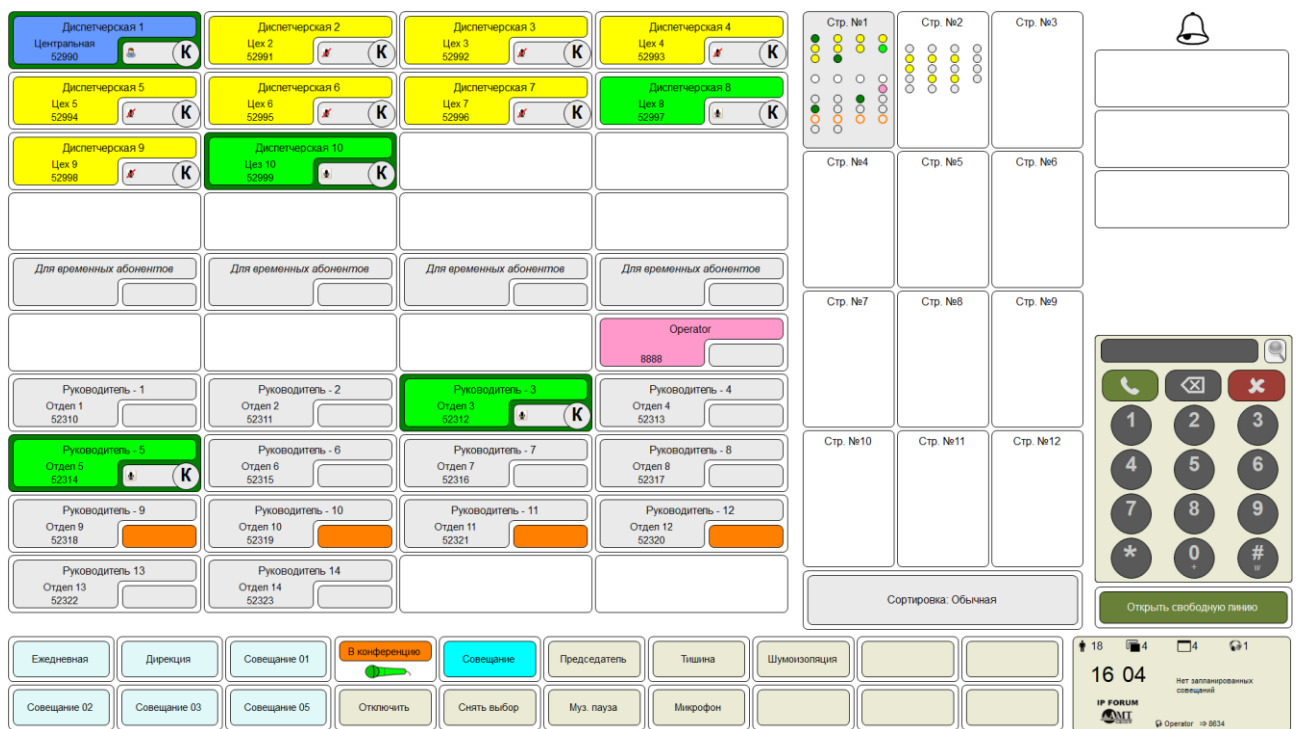 Диспетчерская 1
Центральная
52990
K
Диспетчерская 2
Цех 2
52991
K
Диспетчерская 3
Цех 3
52992
K
Диспетчерская 4
Цех 4
52993
K
Диспетчерская 5
Цех 5
52994
K
Диспетчерская 6
Цех 6
52995
K
Диспетчерская 7
Цех 7
52996
K
Диспетчерская 8
Цех 8
52997
K
Диспетчерская 9
Цех 9
52998
K
Диспетчерская 10
Цез 10
52999
K
Для временных абонентов
Для временных абонентов
Для временных абонентов
Для временных абонентов
Operator
8888
Руководитель - 1
Отдел 1
52310
Руководитель - 2
Отдел 2
52311
Руководитель - 3
Отдел 3
52312
K
Руководитель - 4
Отдел 4
52313
Руководитель - 5
Отдел 5
52314
K
Руководитель - 6
Отдел 6
52315
Руководитель - 7
Отдел 7
52316
Руководитель - 8
Отдел 8
52317
Руководитель - 9
Отдел 9
52318
Руководитель - 10
Отдел 10
52319
Руководитель - 11
Отдел 11
52321
Руководитель - 12
Отдел 12
52320
Руководитель 13
Отдел 13
52322
Руководитель 14
Отдел 14
52323
Стр. №1
Стр. №2
Стр. №3
Стр. №4
Стр. №5
Стр. №6
Стр. №7
Стр. №8
Стр. №9
Стр. №10
Стр. №11
Стр. №12
Сортировка: Обычная
1
2
3
4
5
6
7
8
9
*
0
+
#
w
Открыть свободную линию
Ежедневная
Дирекция
Совещание 01
В конференцию
Совещание
Председатель
Тишина
Шумоизоляция
Совещание 02
Совещание 03
Совещание 05
Отключить
Снять выбор
Муз. пауза
Микрофон
18
4
4
1
16 04
Нет запланированных
совещаний
IP FORUM
Operator ⇒ 8634